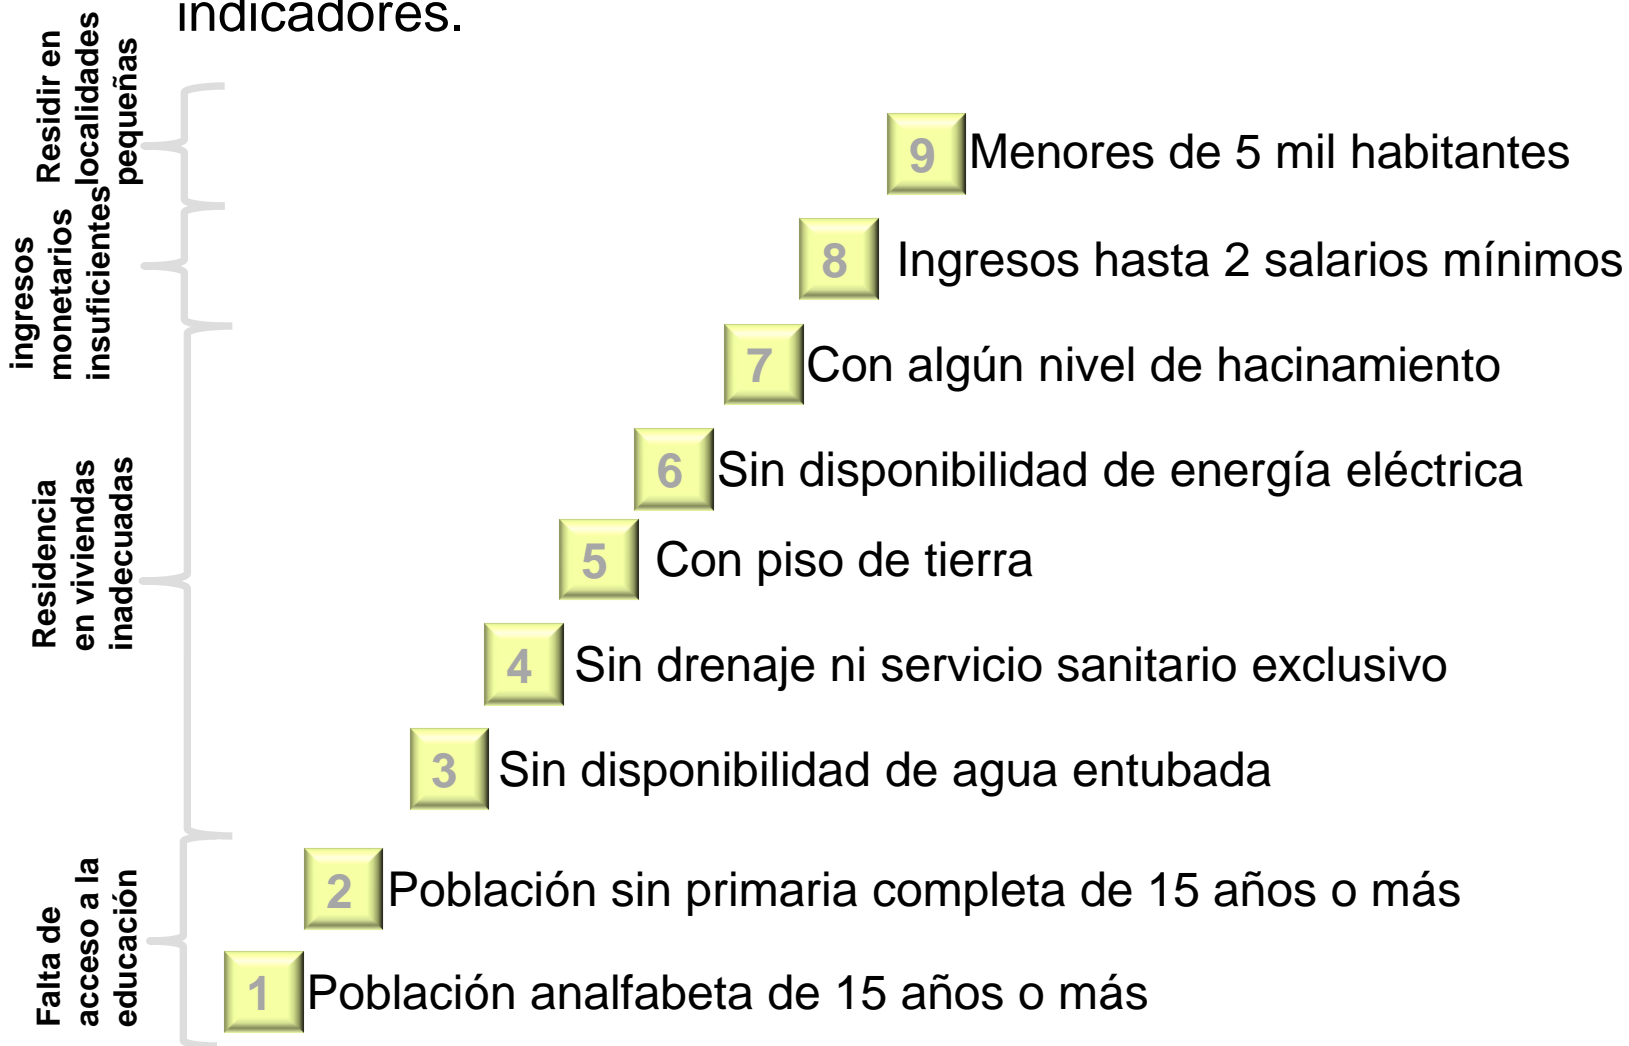 indicadores.
Residir en
localidades
pequeñas
9 Menores de 5 mil habitantes
ingresos
monetarios
insuficientes
8 Ingresos hasta 2 salarios mínimos
Residencia
en viviendas
inadecuadas
7 Con algún nivel de hacinamiento
6 Sin disponibilidad de energía eléctrica
5 Con piso de tierra
4 Sin drenaje ni servicio sanitario exclusivo
3 Sin disponibilidad de agua entubada
Falta de
acceso a la
educación
2 Población sin primaria completa de 15 años o más
1 Población analfabeta de 15 años o más